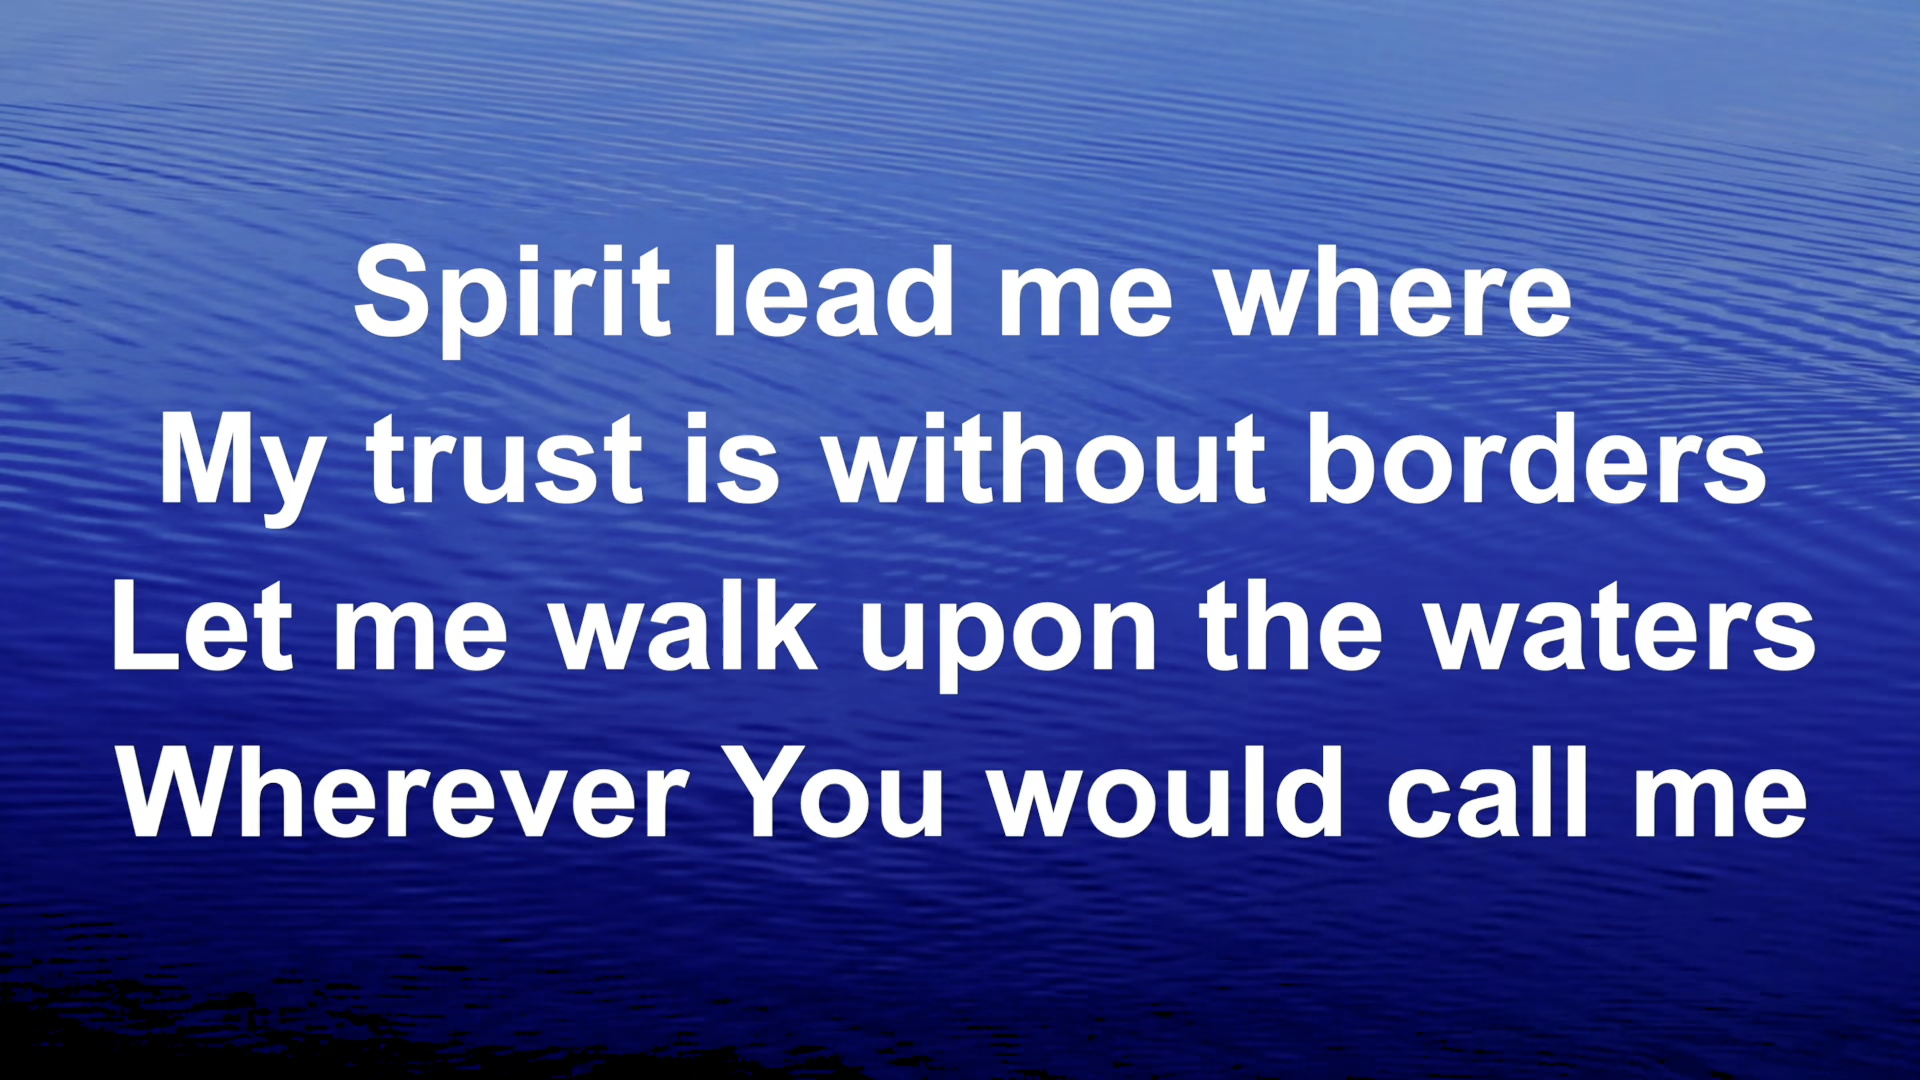 Spirit lead me where
My trust is without borders
Let me walk upon the waters
Wherever You would call me